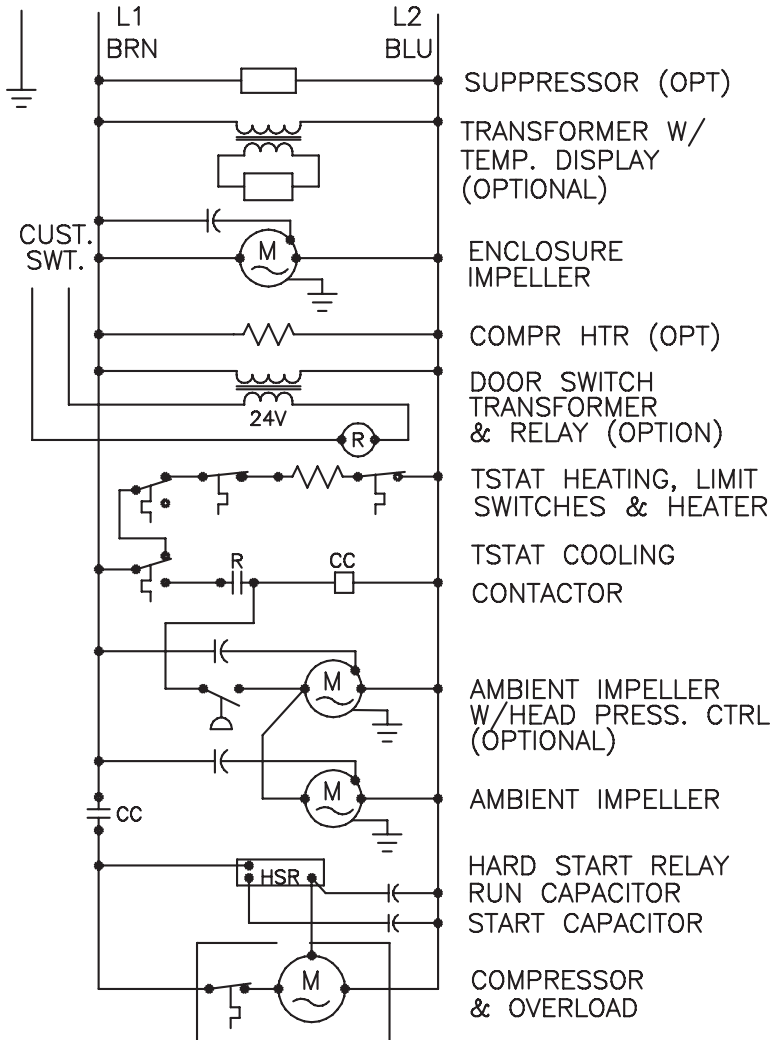 L1
L2
BRN
BLU
SUPPRESSOR (OPT)
TRANSFORMER W/
TEMP. DISPLAY
(OPTIONAL)
CUST.
SWT.
M
ENCLOSURE
IMPELLER
COMPR HTR (OPT)
DOOR SWITCH
TRANSFORMER
& RELAY (OPTION)
24V
R
TSTAT HEATING, LIMIT
SWITCHES & HEATER
TSTAT COOLING
R
CC
CONTACTOR
M
AMBIENT IMPELLER
W/HEAD PRESS. CTRL
(OPTIONAL)
M
AMBIENT IMPELLER
CC
HARD START RELAY
HSR
RUN CAPACITOR
START CAPACITOR
M
COMPRESSOR
& OVERLOAD